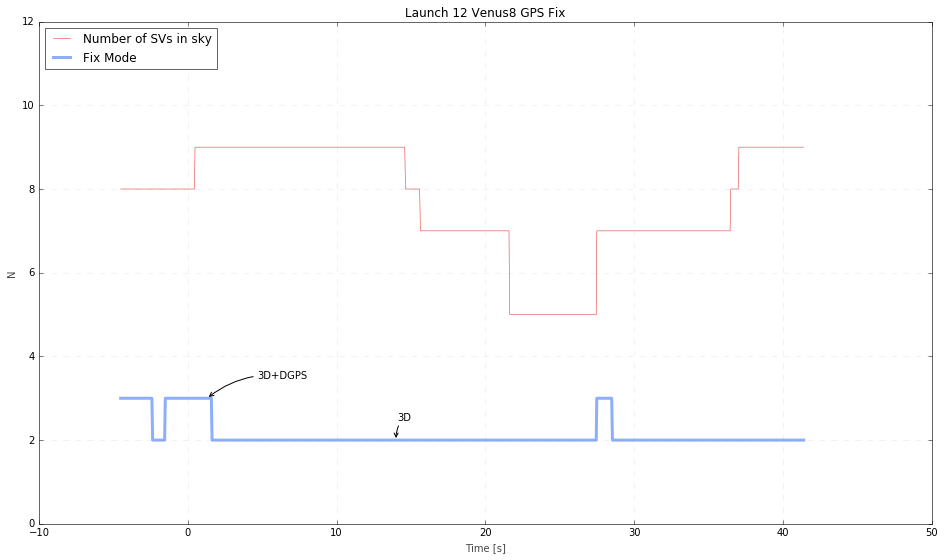 Launch 12 Venus8 GPS Fix
Number of SVs in sky
Fix Mode
12
10
8
6
4
2
0
N
3D+DGPS
3D
−10
0
10
20
30
40
50
Time [s]